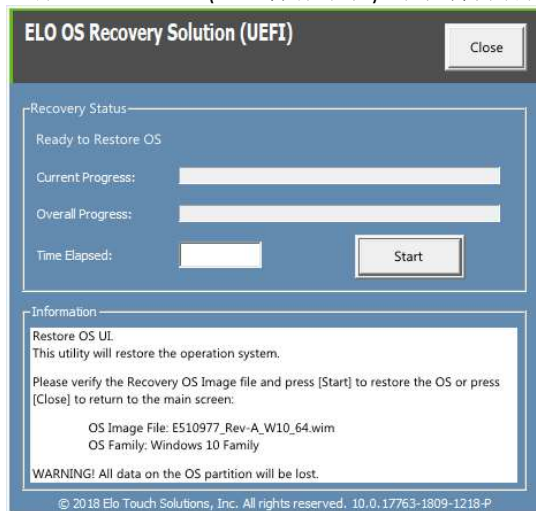 ELO OS Recovery Solution (UEFI)
Close
Recovery Status
Ready to Restore OS
Current Progress:
Overall Progress:
Time Elapsed:
Start
Information
Restore OS UI.
This utility will restore the operation system.
Please verify the Recovery OS Image file and press [Start] to restore the OS or press
[Close] to return to the main screen:
OS Image File: E510977_Rev-A_W10_64.wim
OS Family: Windows 10 Family
WARNING! All data on the OS partition will be lost.
© 2018 Elo Touch Solutions, Inc. All rights reserved. 10.0.17763-1809-1218-P